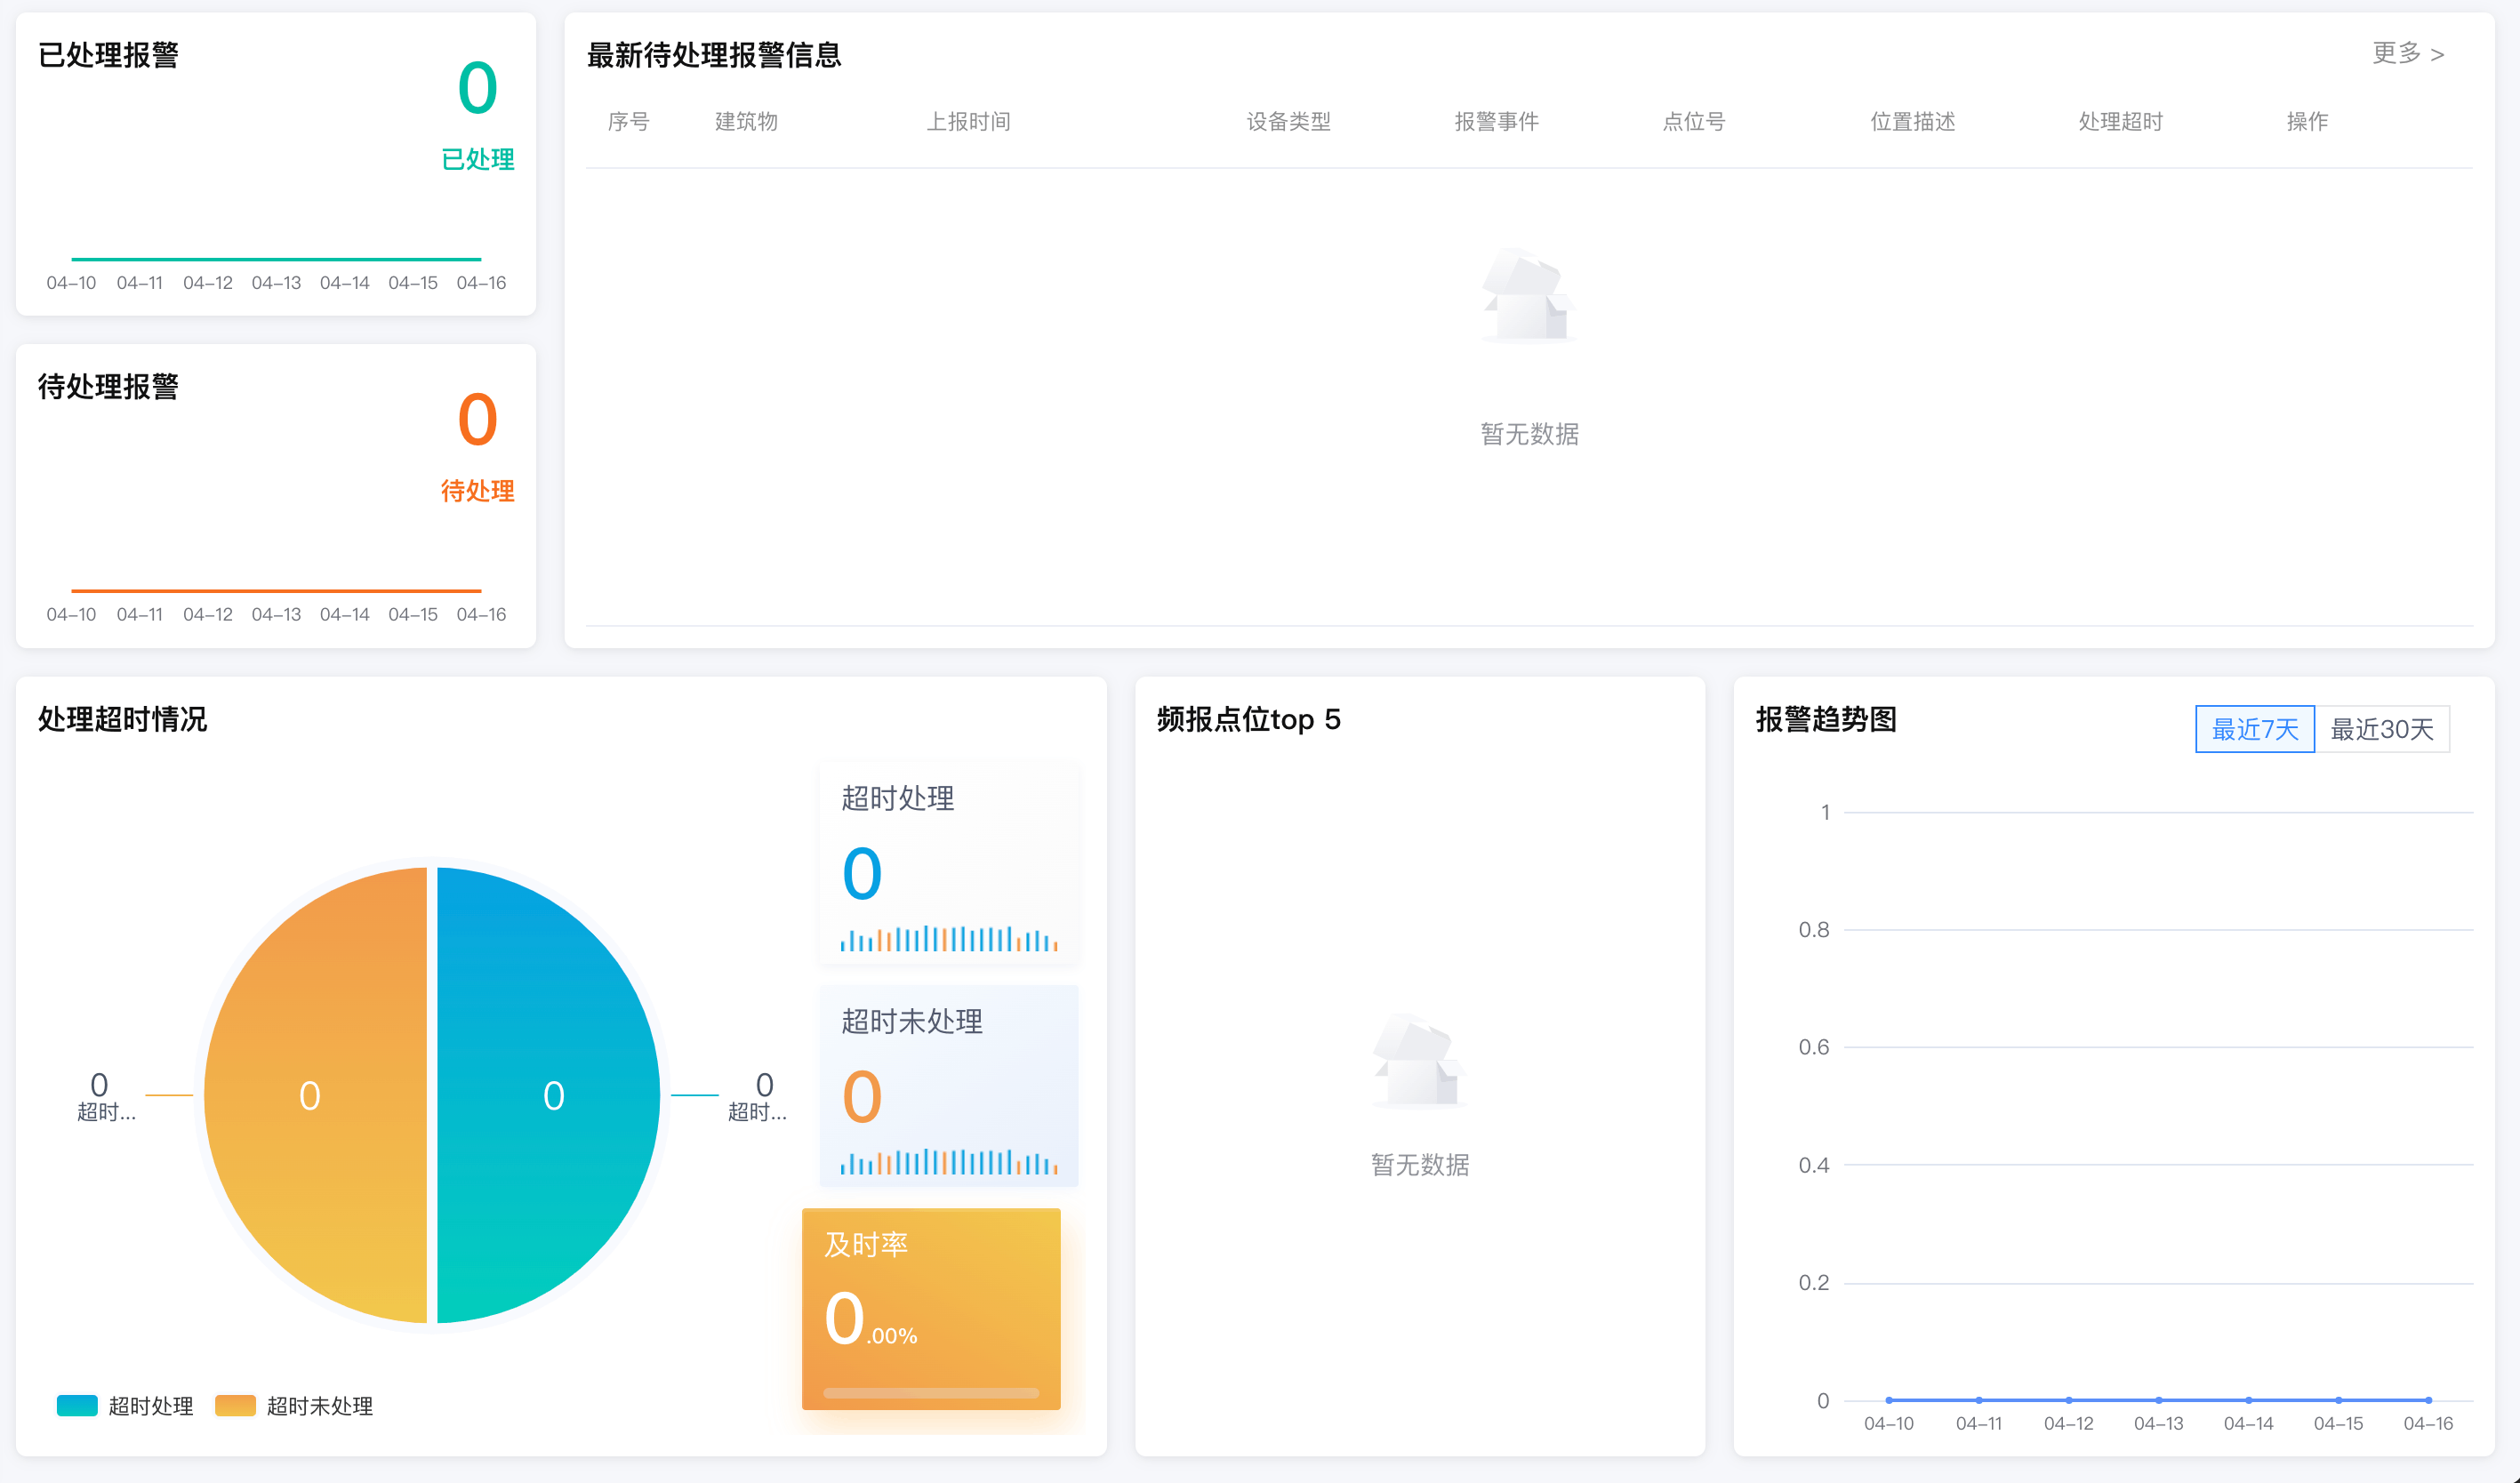 已处理报警
0
已处理
04-10 04-11 04-12 04-13 04-14 04-15 04-16
待处理报警
0
待处理
04-10 04-11 04-12 04-13 04-14 04-15 04-16
最新待处理报警信息
更多 >
序号 建筑物 上报时间 设备类型 报警事件 点位号 位置描述 处理超时 操作
暂无数据
处理超时情况
0
超时...
0
0
0
超时...
超时处理 超时未处理
超时处理
0
超时未处理
0
及时率
0.00%
频报点位top 5
暂无数据
报警趋势图
最近7天 最近30天
1
0.8
0.6
0.4
0.2
0
04-10 04-11 04-12 04-13 04-14 04-15 04-16